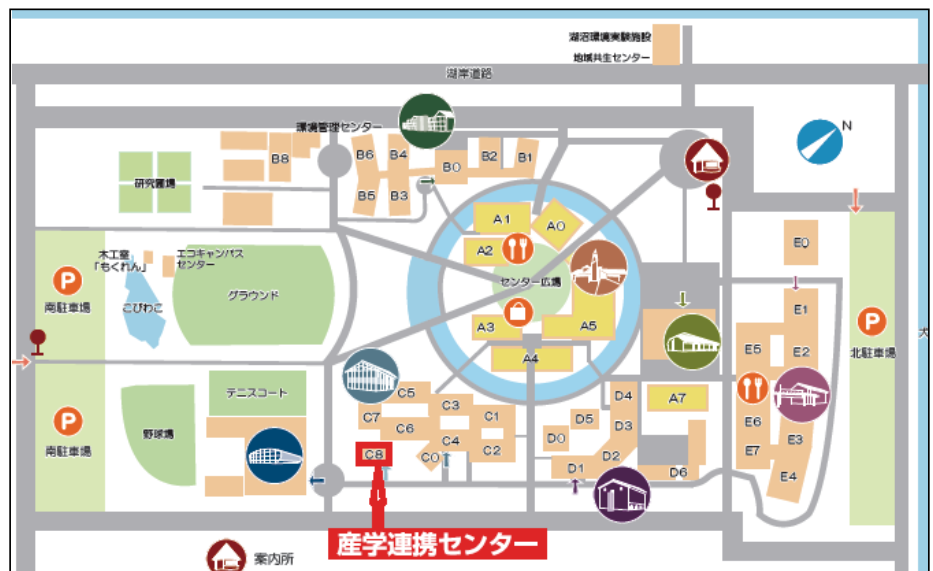 湖沼環境実験施設
地域共生センター
湖岸道路
環境管理センター
N
B8
B6
B4
B0
B2
B1
B5
B3
研究圃場
A1
A0
A2
センター広場
A3
A5
A4
木工室
「もくれん」
エコキャンパス
センター
こびわこ
グラウンド
P
南駐車場
E0
E1
E5
E2
P
北駐車場
犬
テニスコート
野球場
P
南駐車場
C5
C3
C1
C7
C6
C4
C2
C8
C0
D4
D5
D3
D0
D2
D1
D6
A7
E6
E3
E7
E4
産学連携センター
案内所